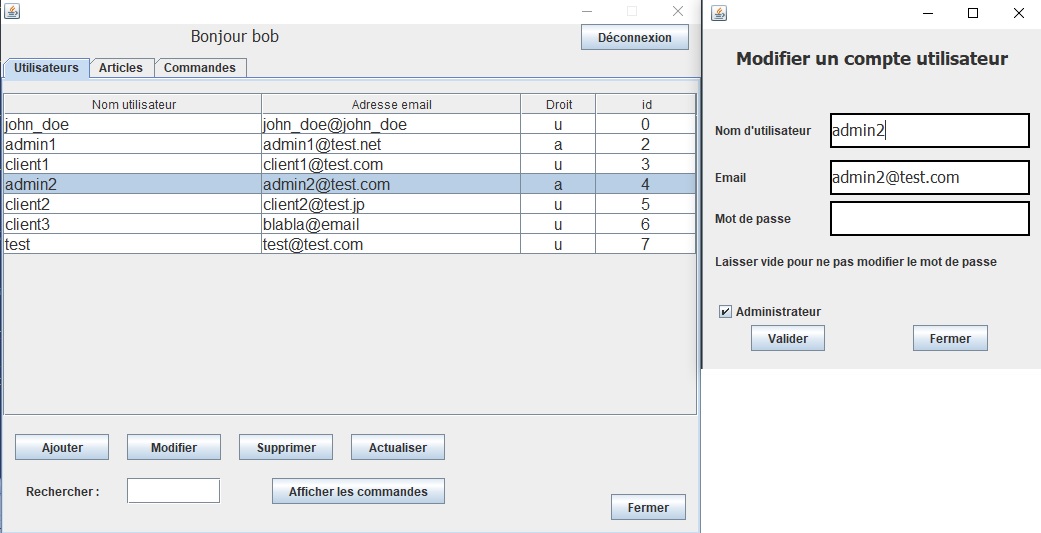 Bonjour bob
Déconnexion
Utilisateurs Articles Commandes
Nom utilisateur Adresse email Droit id
john_doe john_doe@john_doe u 0
admin1 admin1@test.net a 2
client1 client1@test.com u 3
admin2 admin2@test.com a 4
client2 client2@test.jp u 5
client3 blabla@email u 6
test test@test.com u 7
Ajouter Modifier Supprimer Actualiser
Rechercher : Afficher les commandes
Fermer
Modifier un compte utilisateur
Nom d'utilisateur admin2
Email admin2@test.com
Mot de passe
Laisser vide pour ne pas modifier le mot de passe
Administrateur
Valider Fermer